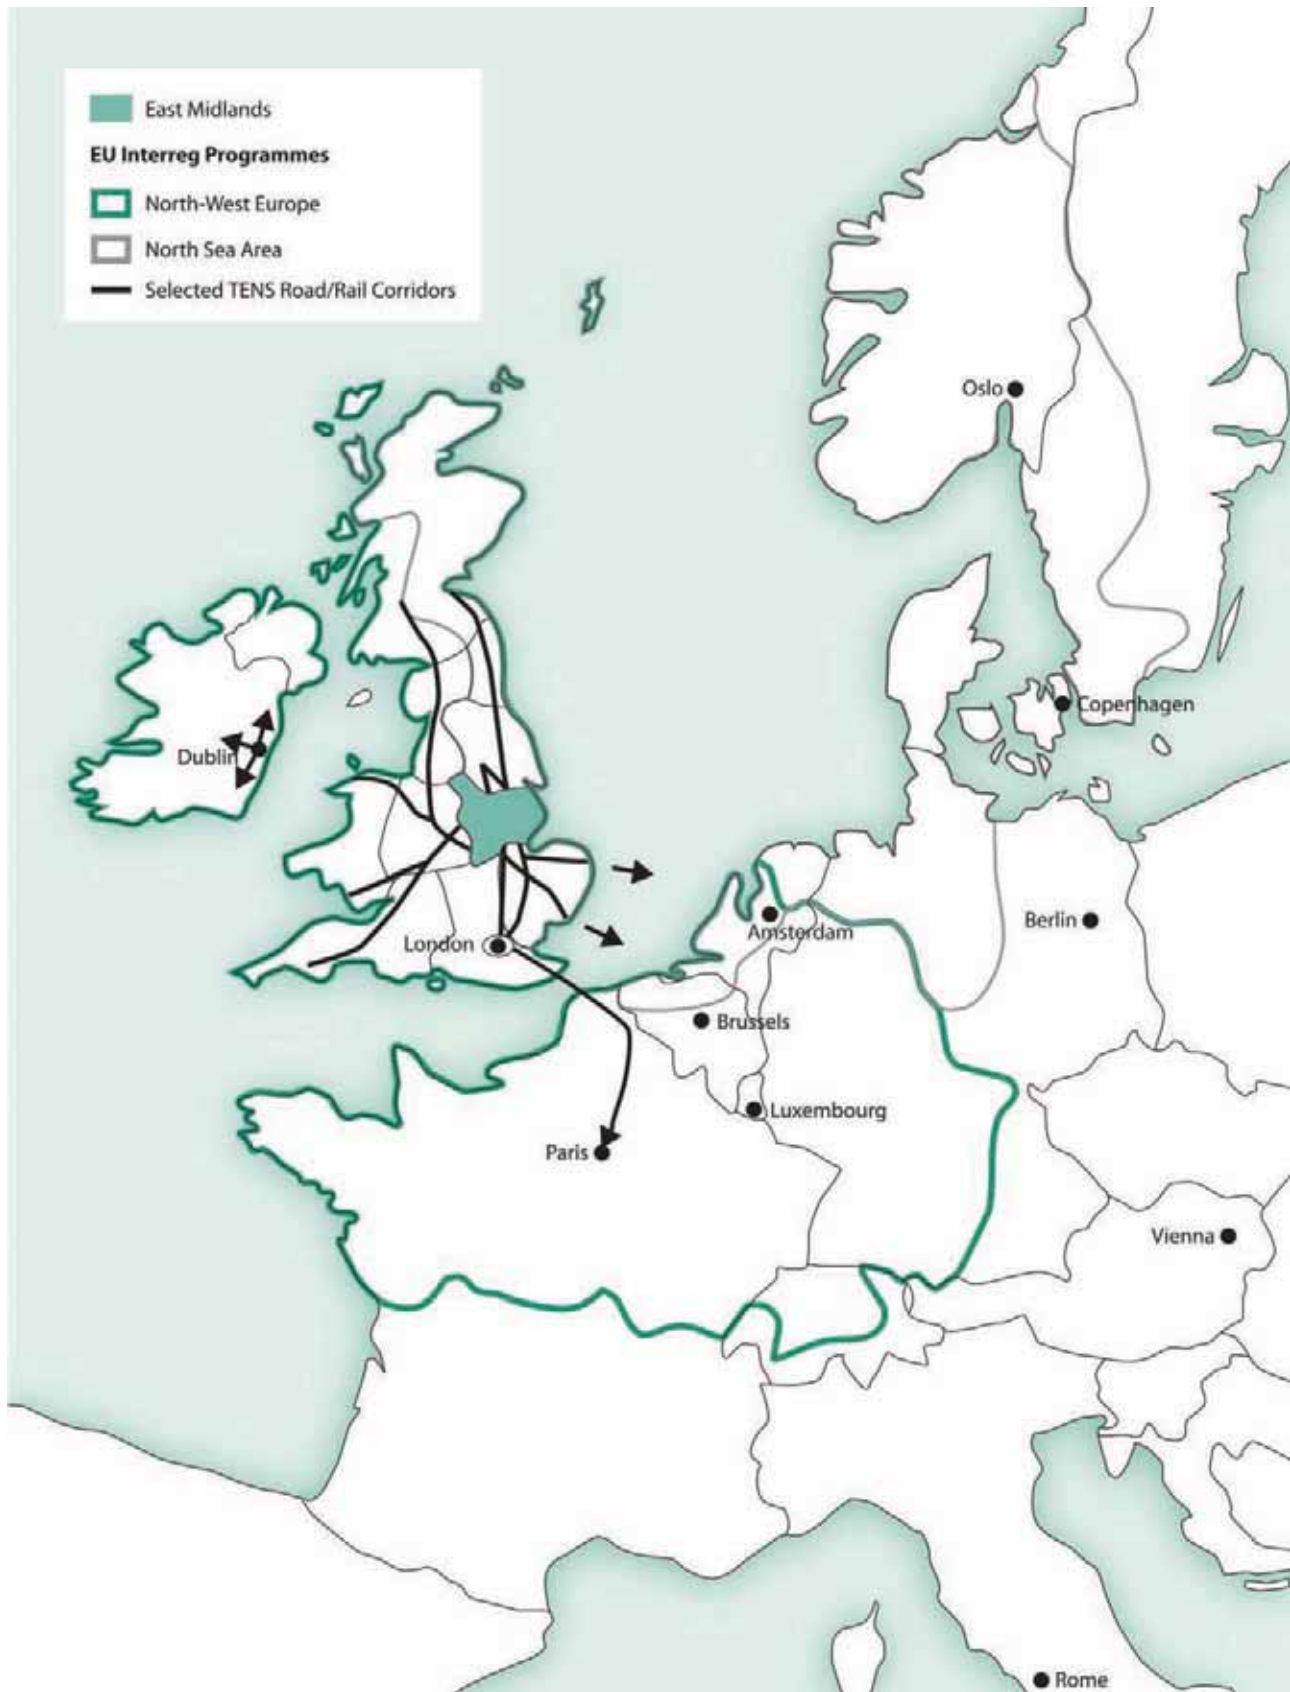 East Midlands
EU Interreg Programmes
North-West Europe
North Sea Area
Selected TENS Road/Rail Corridors
Oslo
Copenhagen
Dublin
Berlin
Amsterdam
London
Brussels
Luxembourg
Paris
Vienna
Rome